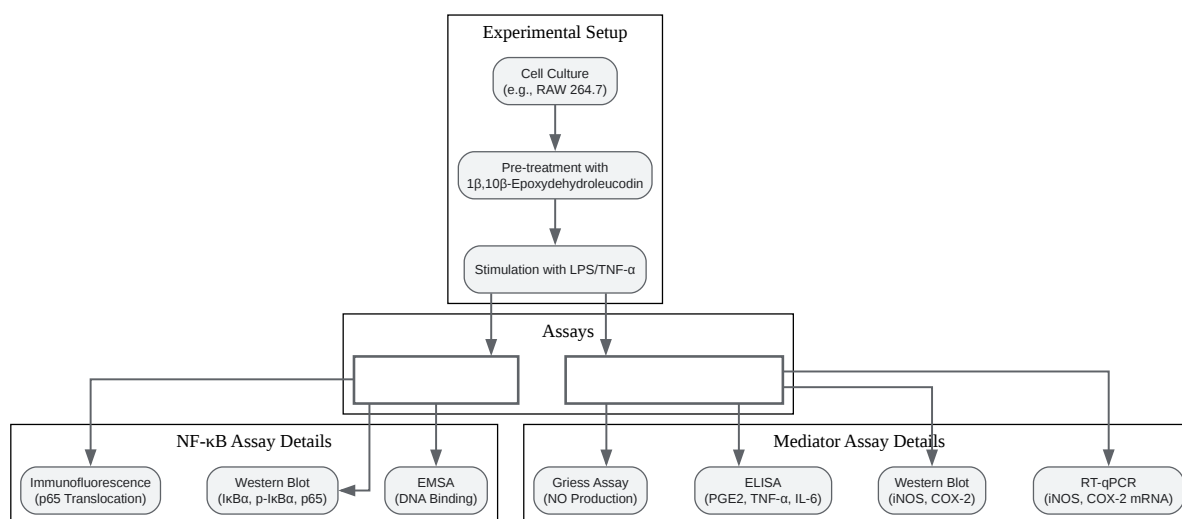 Experimental Setup
Cell Culture
(e.g., RAW 264.7)
Pre-treatment with
1β,10β-Epoxydehydroleucodin
Stimulation with LPS/TNF-α
Assays
NF-κB Assay Details
Mediator Assay Details
Immunofluorescence
(p65 Translocation)
Western Blot
(IκBα, p-IκBα, p65)
EMSA
(DNA Binding)
Griess Assay
(NO Production)
ELISA
(PGE2, TNF-α, IL-6)
Western Blot
(iNOS, COX-2)
RT-qPCR
(iNOS, COX-2 mRNA)